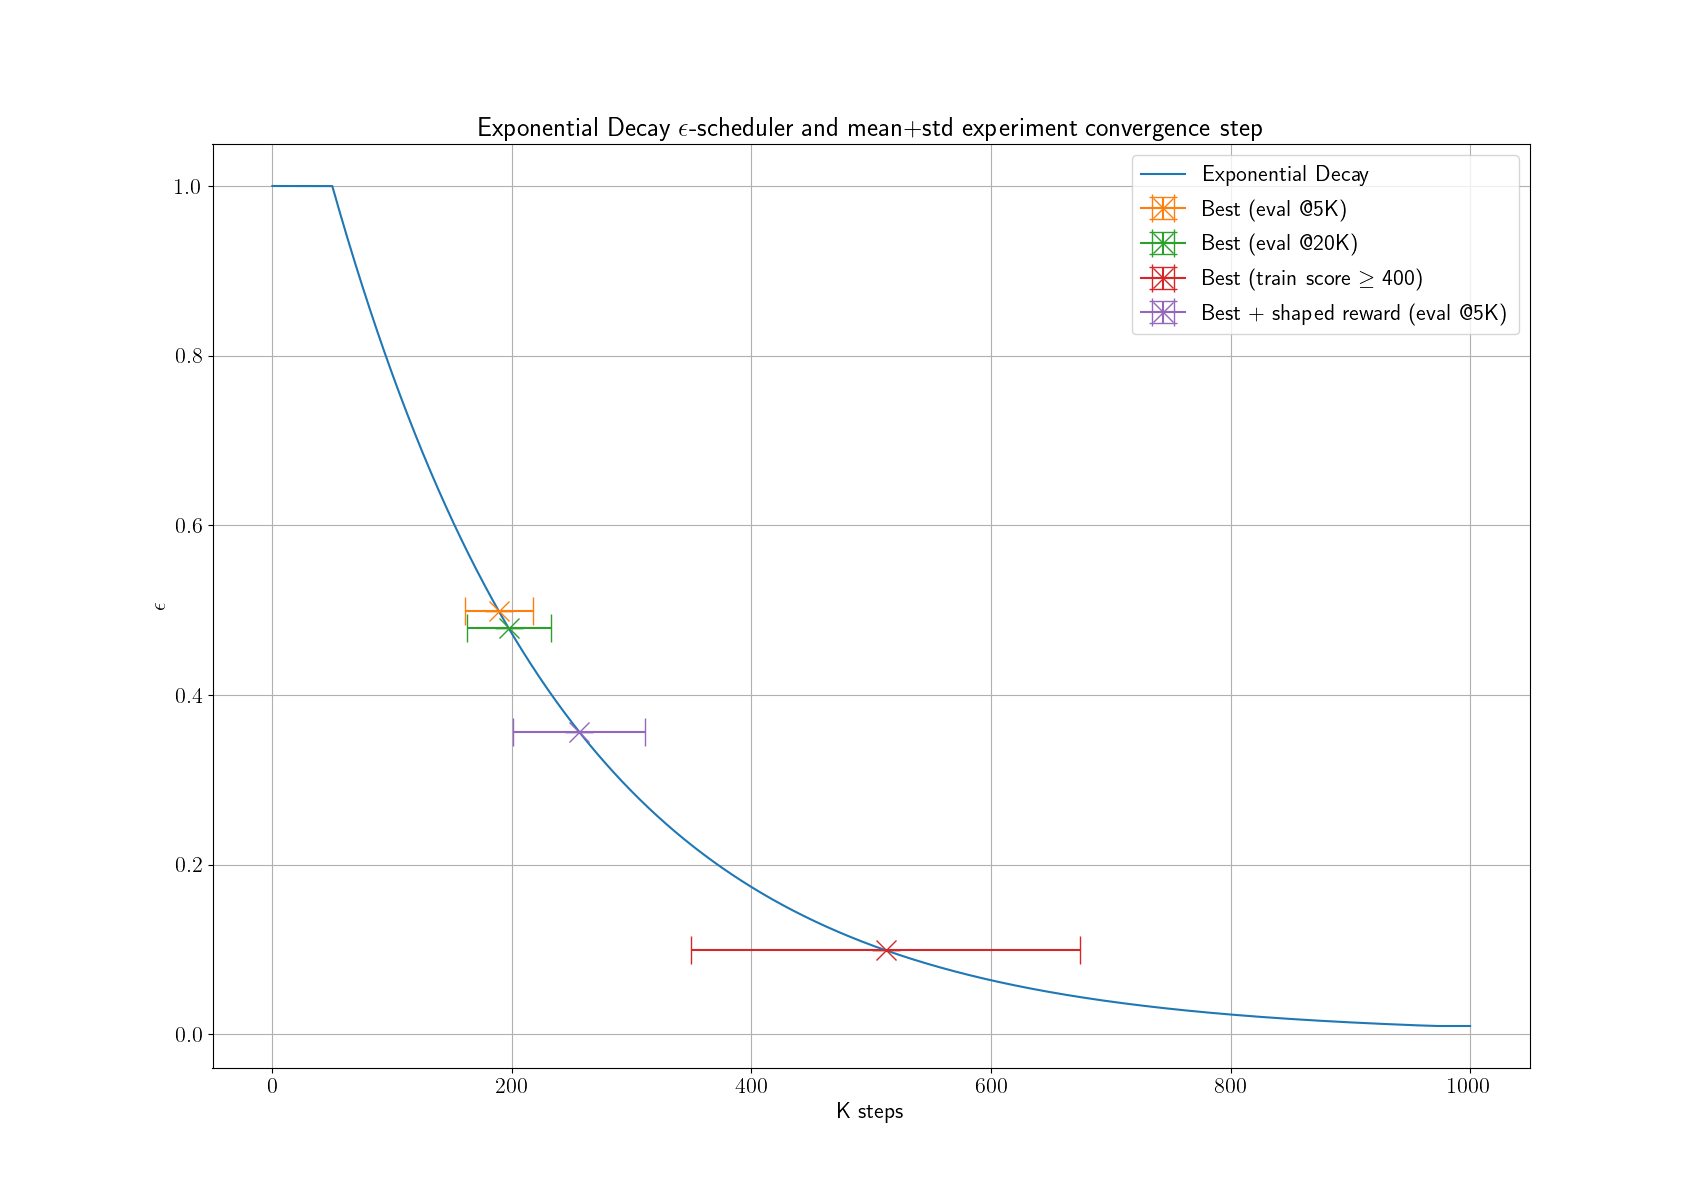 Exponential Decay ϵ-scheduler and mean+std experiment convergence step
Exponential Decay
Best (eval @5K)
Best (eval @20K)
Best (train score ≥ 400)
Best + shaped reward (eval @5K)
1.0
0.8
0.6
0.4
0.2
0.0
ϵ
0 200 400 600 800 1000
K steps